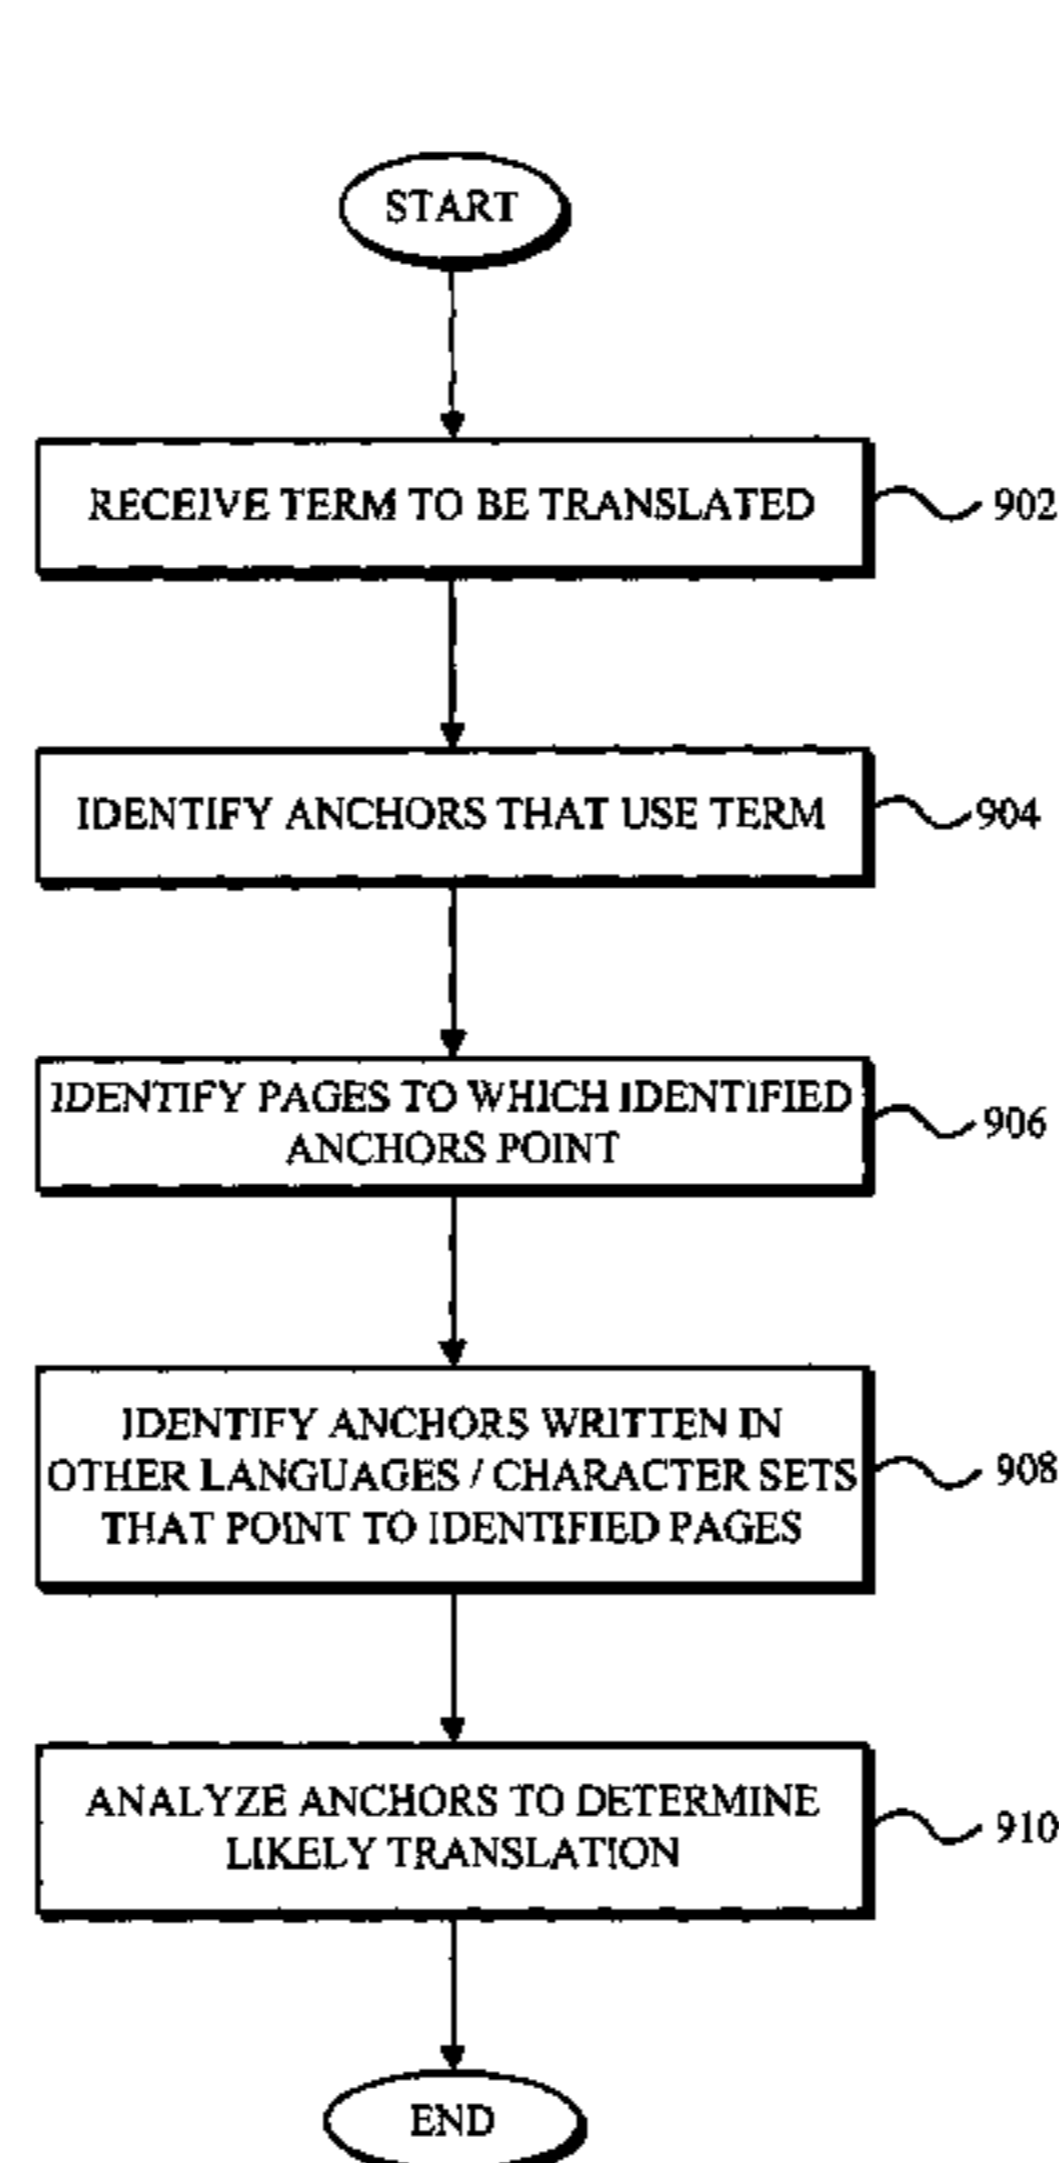 START
RECEIVE TERM TO BE TRANSLATED
902
IDENTIFY ANCHORS THAT USE TERM
904
IDENTIFY PAGES TO WHICH IDENTIFIED
ANCHORS POINT
906
IDENTIFY ANCHORS WRITTEN IN
OTHER LANGUAGES / CHARACTER SETS
THAT POINT TO IDENTIFIED PAGES
908
ANALYZE ANCHORS TO DETERMINE
LIKELY TRANSLATION
910
END